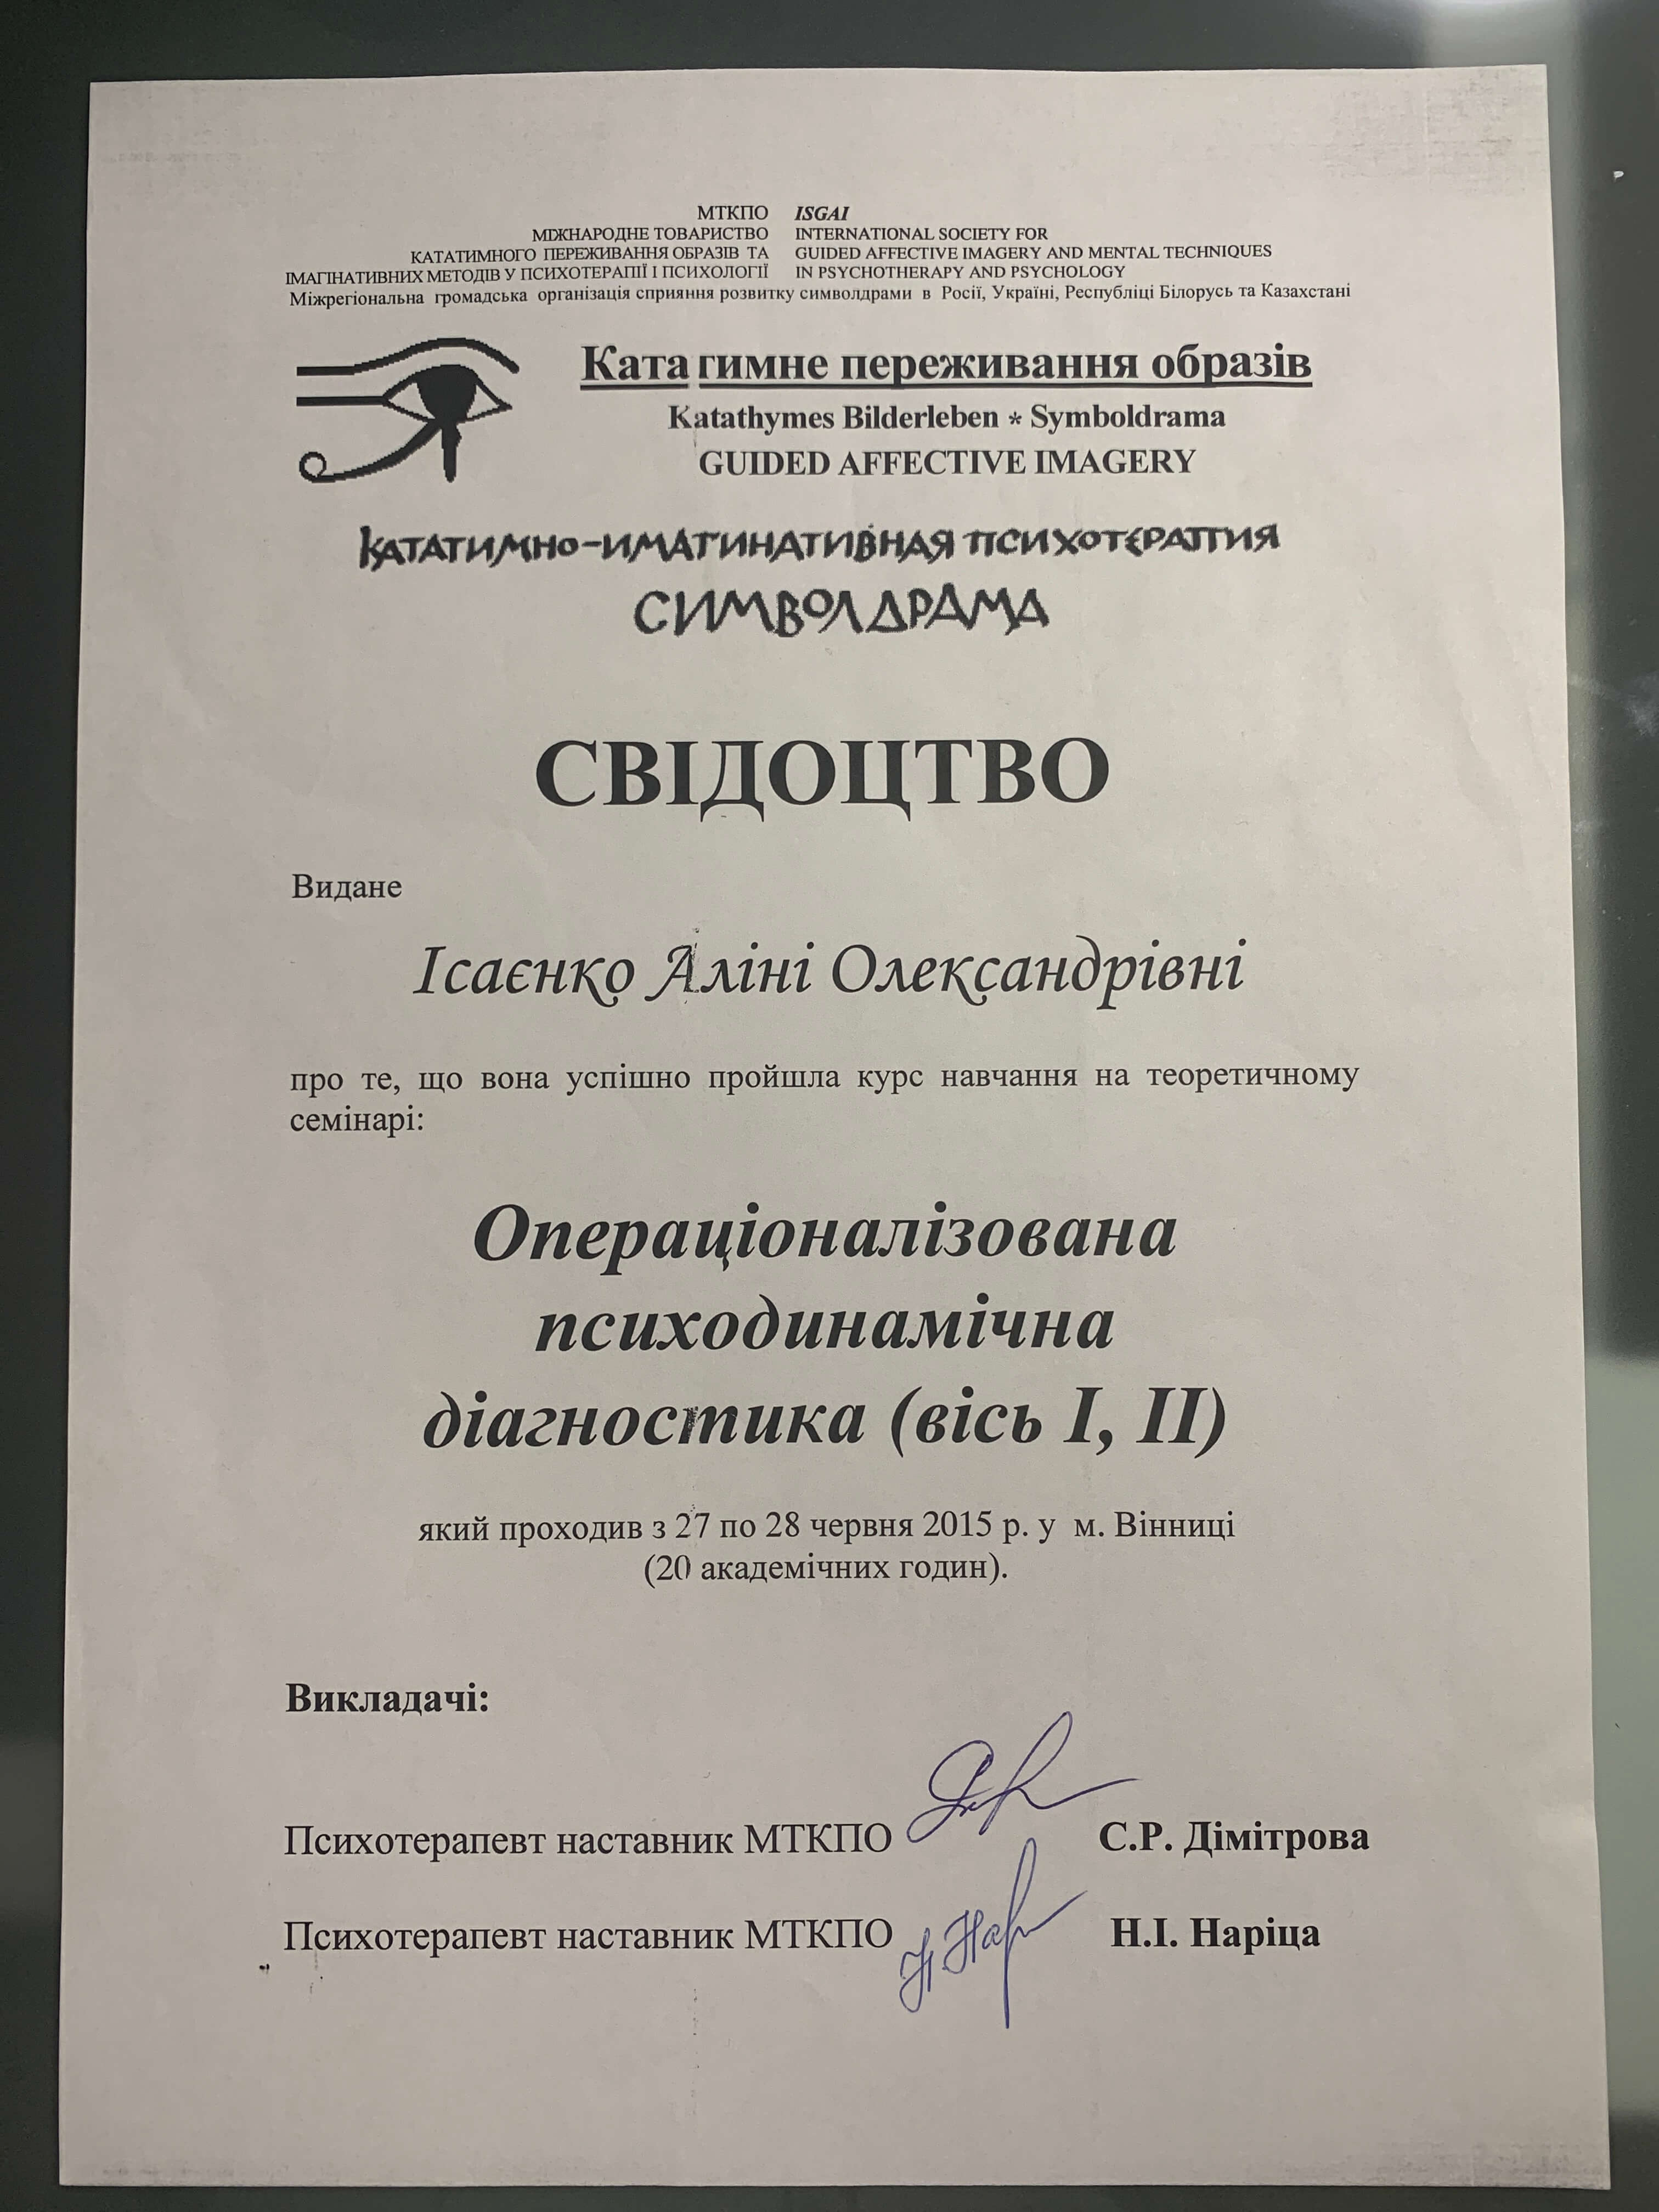 МТКПО ISGAI
МІЖНАРОДНЕ ТОВАРИСТВО INTERNATIONAL SOCIETY FOR
КАТАТИМНОГО ПЕРЕЖИВАННЯ ОБРАЗІВ ТА GUIDED AFFECTIVE IMAGERY AND MENTAL TECHNIQUES
ІМАГІНАТИВНИХ МЕТОДІВ У ПСИХОТЕРАПІЇ І ПСИХОЛОГІЇ IN PSYCHOTHERAPY AND PSYCHOLOGY
Міжрегіональна громадська організація сприяння розвитку символдрами в Росії, Україні, Республіці Білорусь та Казахстані
Кататимне переживання образів
Katathymes Bilderleben * Symboldrama
GUIDED AFFECTIVE IMAGERY
КАТАТИМНО-ИМАГИНАТИВНАЯ ПСИХОТЕРАПИЯ
СИМВОЛДРАМА
СВІДОЦТВО
Видане
Ісаєнко Аліні Олександрівні
про те, що вона успішно пройшла курс навчання на теоретичному
семінарі:
Операціоналізована
психодинамічна
діагностика (вісь I, II)
який проходив з 27 по 28 червня 2015 р. у м. Вінниці
(20 академічних годин).
Викладачі:
Психотерапевт наставник МТКПО С.Р. Дімітрова
Психотерапевт наставник МТКПО Н.І. Наріца